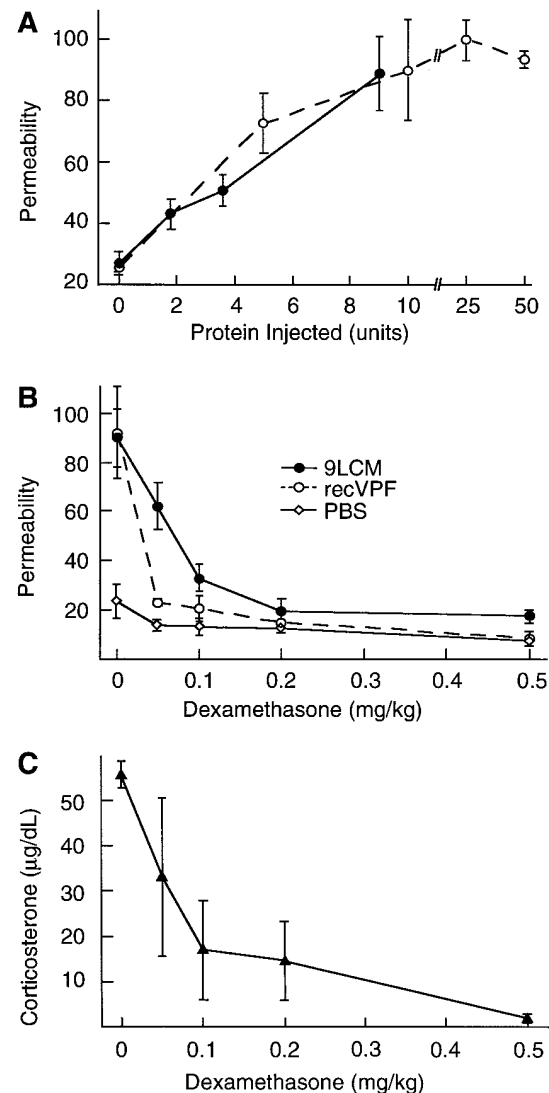 A
Permeability
100
80
60
40
20
0 2 4 6 8 10 25 50
Protein Injected (units)
B
Permeability
100
80
60
40
20
9LCM
recVPF
PBS
0 0.1 0.2 0.3 0.4 0.5
Dexamethasone (mg/kg)
C
Corticosterone (µg/dL)
50
40
30
20
10
0 0.1 0.2 0.3 0.4 0.5
Dexamethasone (mg/kg)